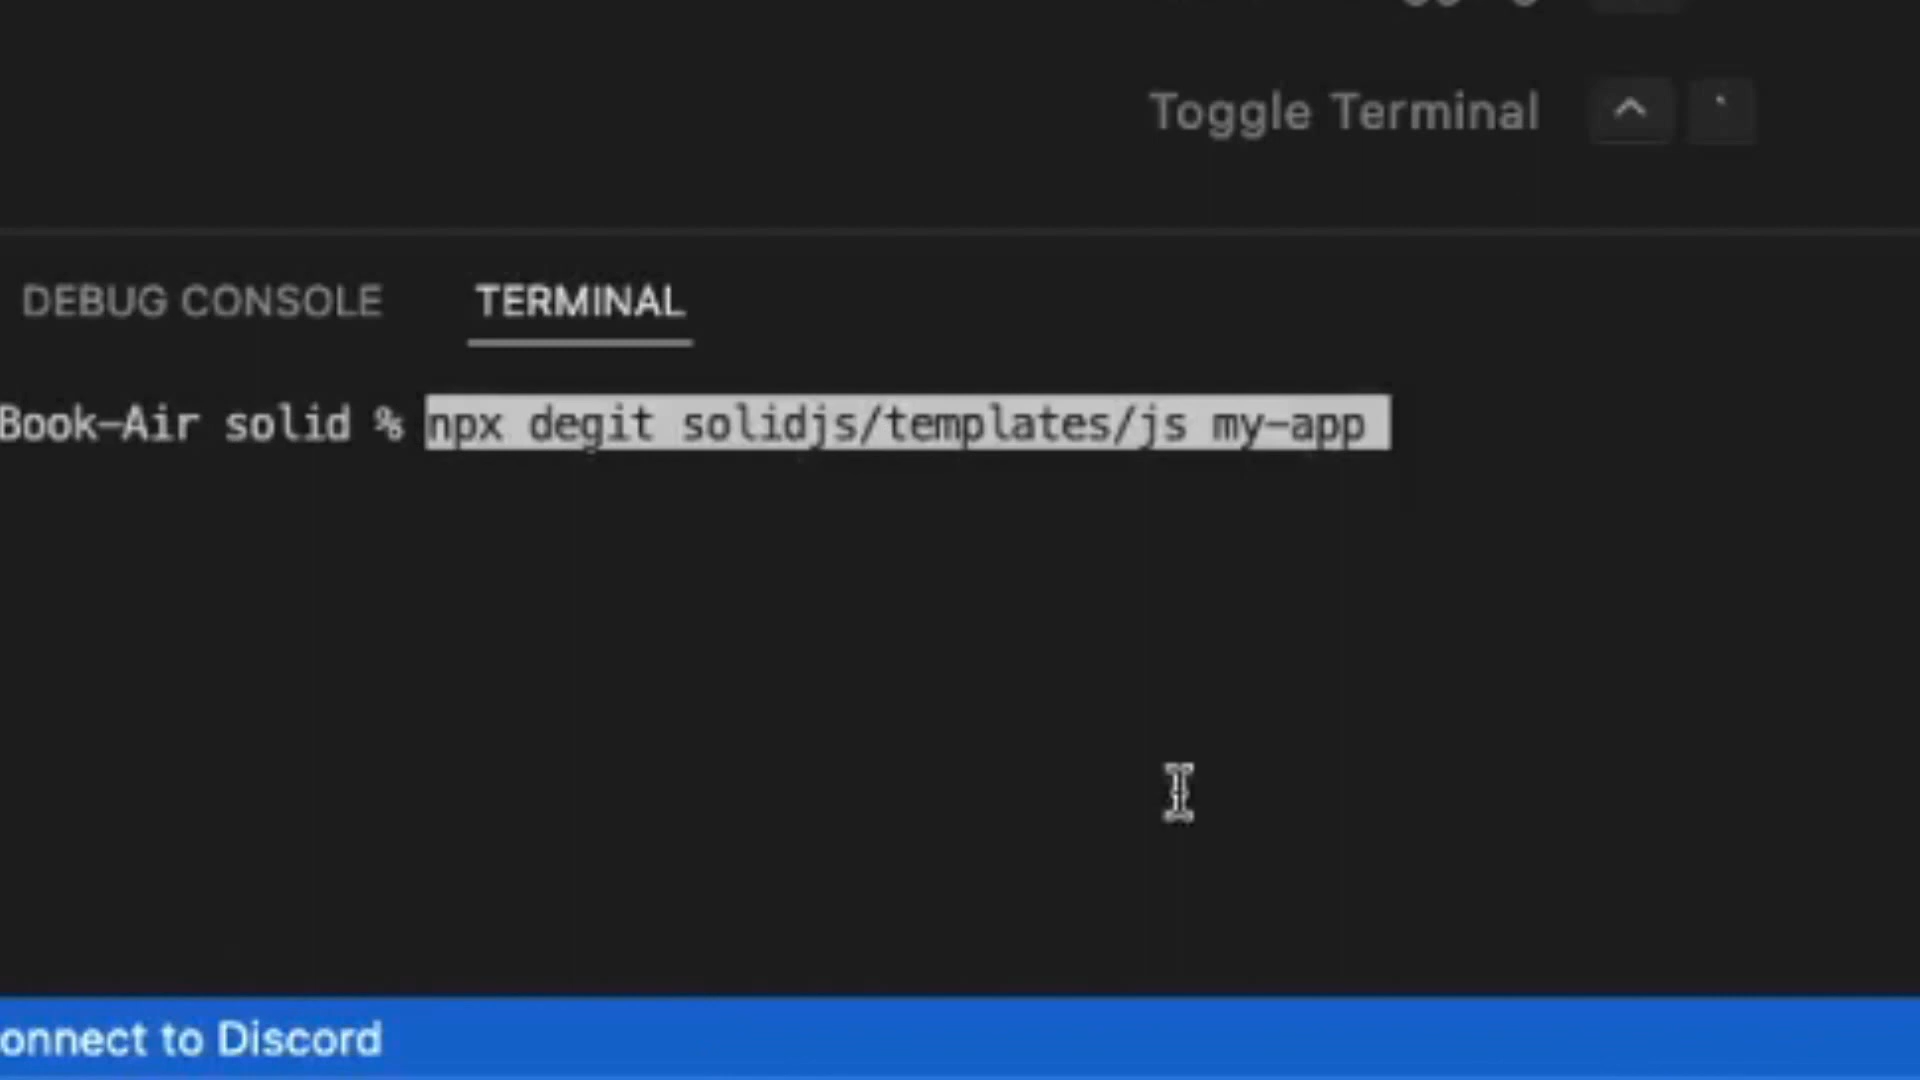 Toggle Terminal ^ `
DEBUG CONSOLE TERMINAL
Book-Air solid % npx degit solidjs/templates/js my-app
onnect to Discord